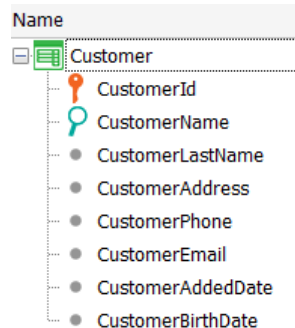 Name
Customer
CustomerId
CustomerName
CustomerLastName
CustomerAddress
CustomerPhone
CustomerEmail
CustomerAddedDate
CustomerBirthDate